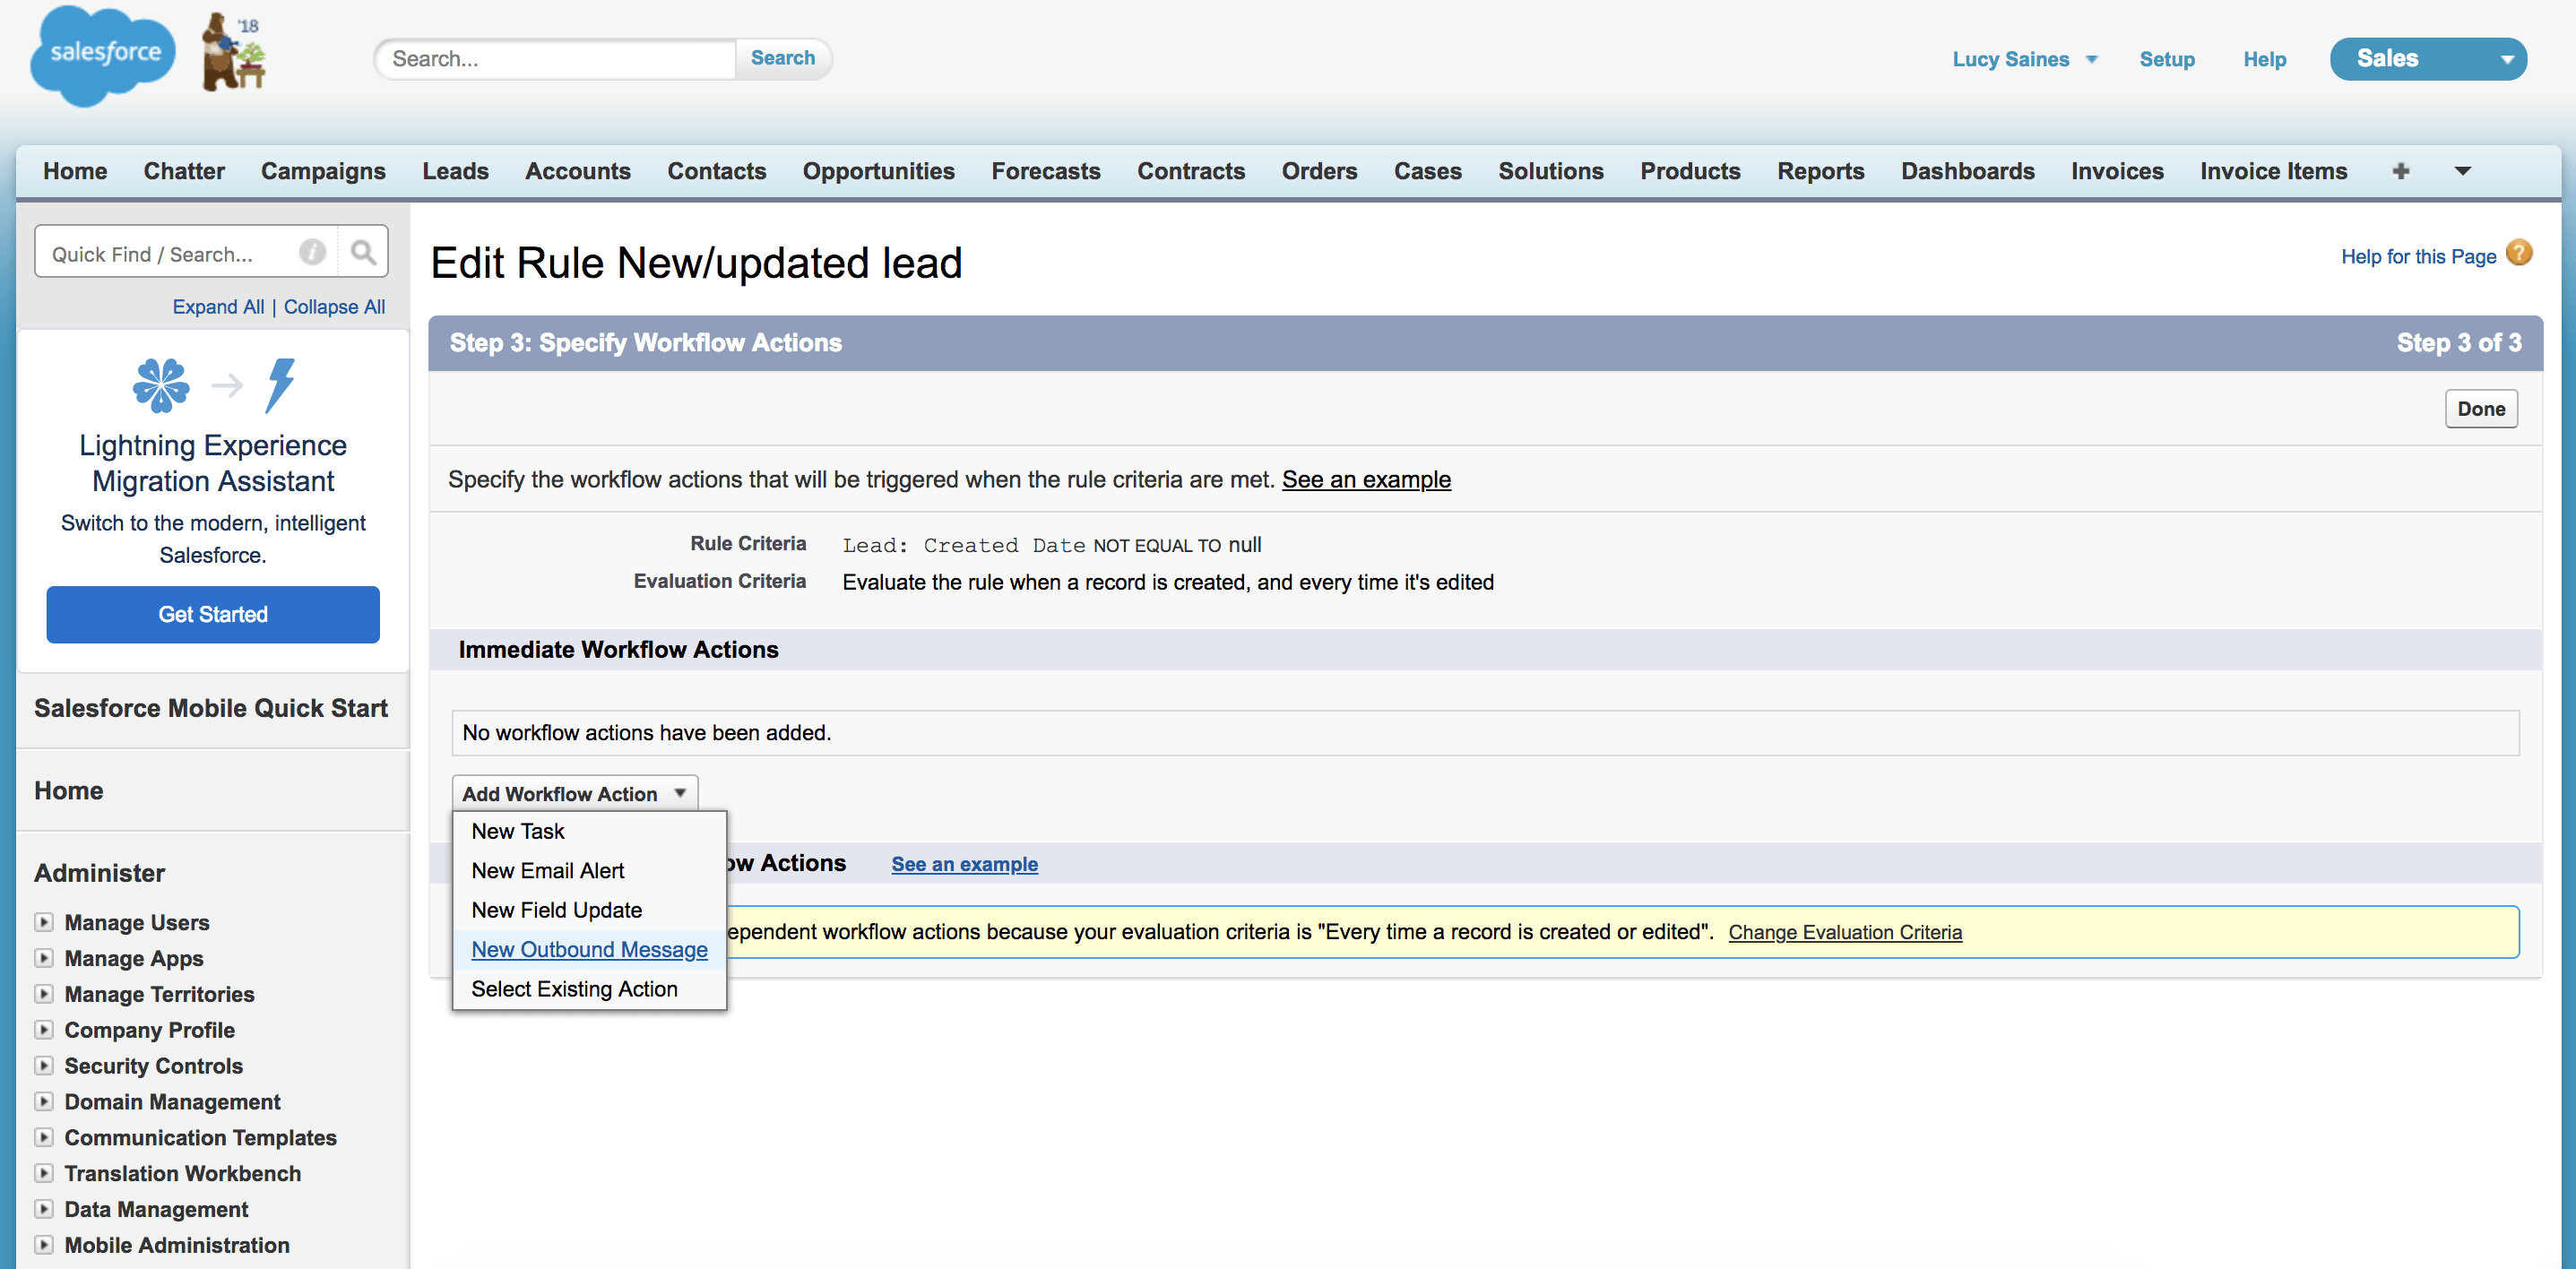 salesforce
'18
Search...
Search
Lucy Saines
Setup
Help
Sales
Home
Chatter
Campaigns
Leads
Accounts
Contacts
Opportunities
Forecasts
Contracts
Orders
Cases
Solutions
Products
Reports
Dashboards
Invoices
Invoice Items
Quick Find / Search...
Expand All | Collapse All
Lightning Experience
Migration Assistant
Switch to the modern, intelligent
Salesforce.
Get Started
Salesforce Mobile Quick Start
Home
Administer
Manage Users
Manage Apps
Manage Territories
Company Profile
Security Controls
Domain Management
Communication Templates
Translation Workbench
Data Management
Mobile Administration
Edit Rule New/updated lead
Help for this Page
Step 3: Specify Workflow Actions
Step 3 of 3
Done
Specify the workflow actions that will be triggered when the rule criteria are met. See an example
Rule Criteria
Lead: Created Date NOT EQUAL TO null
Evaluation Criteria
Evaluate the rule when a record is created, and every time it's edited
Immediate Workflow Actions
No workflow actions have been added.
Add Workflow Action
New Task
New Email Alert
New Field Update
New Outbound Message
Select Existing Action
Actions
See an example
workflow actions because your evaluation criteria is "Every time a record is created or edited". Change Evaluation Criteria